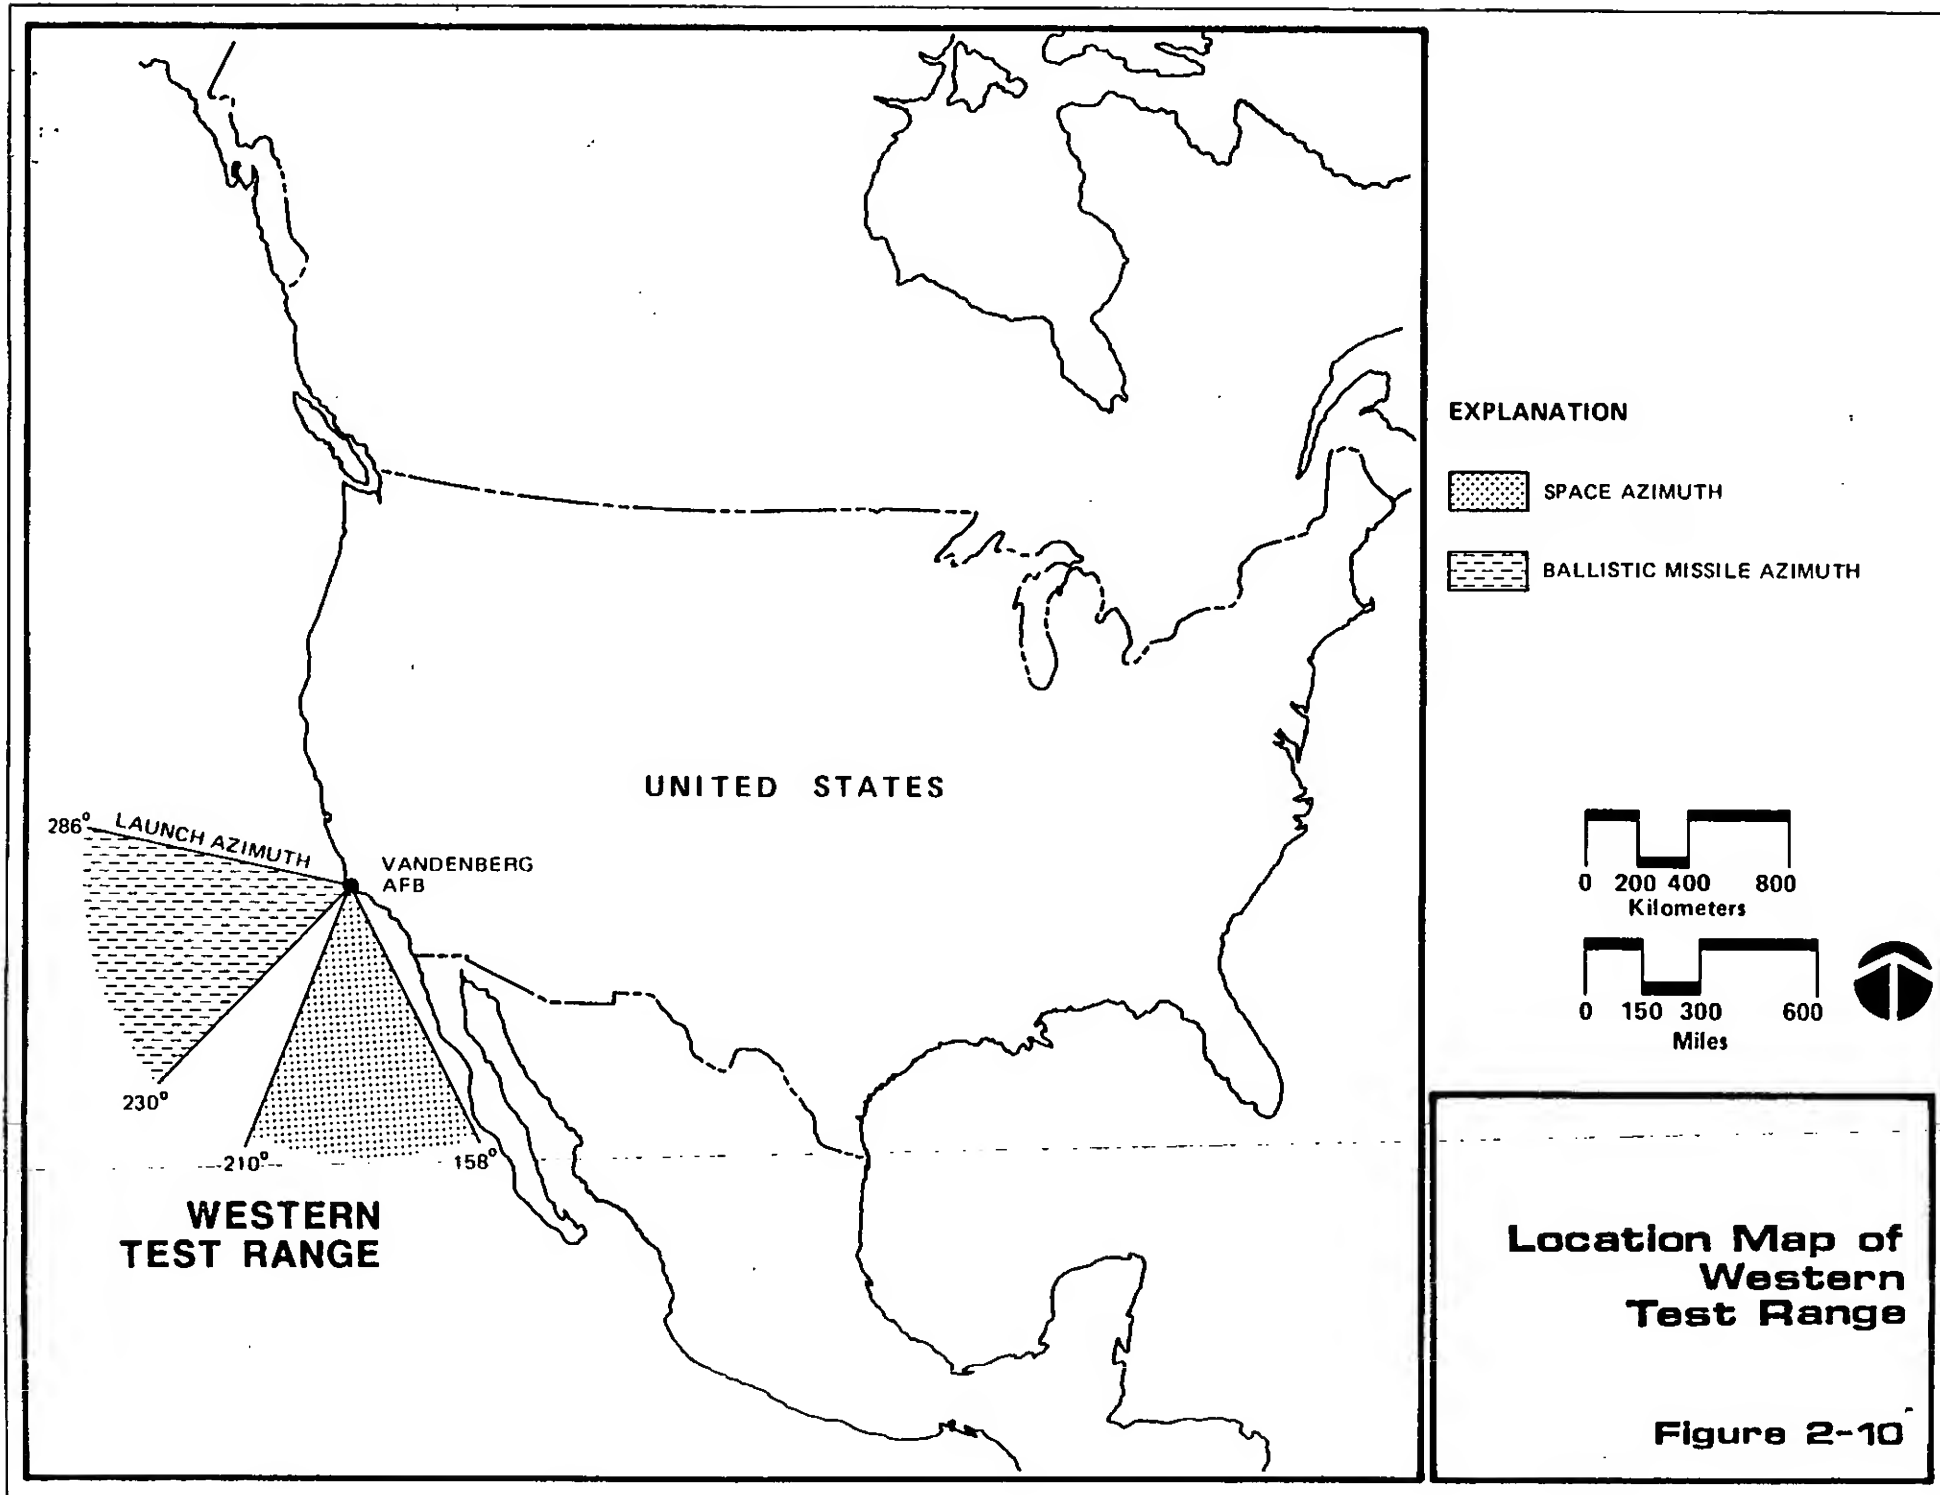 EXPLANATION
SPACE AZIMUTH
BALLISTIC MISSILE AZIMUTH
UNITED STATES
286°
LAUNCH AZIMUTH
VANDENBERG
AFB
230°
210°
158°
WESTERN
TEST RANGE
0 200 400 800
Kilometers
0 150 300 600
Miles
Location Map of
Western
Test Range
Figure 2-10